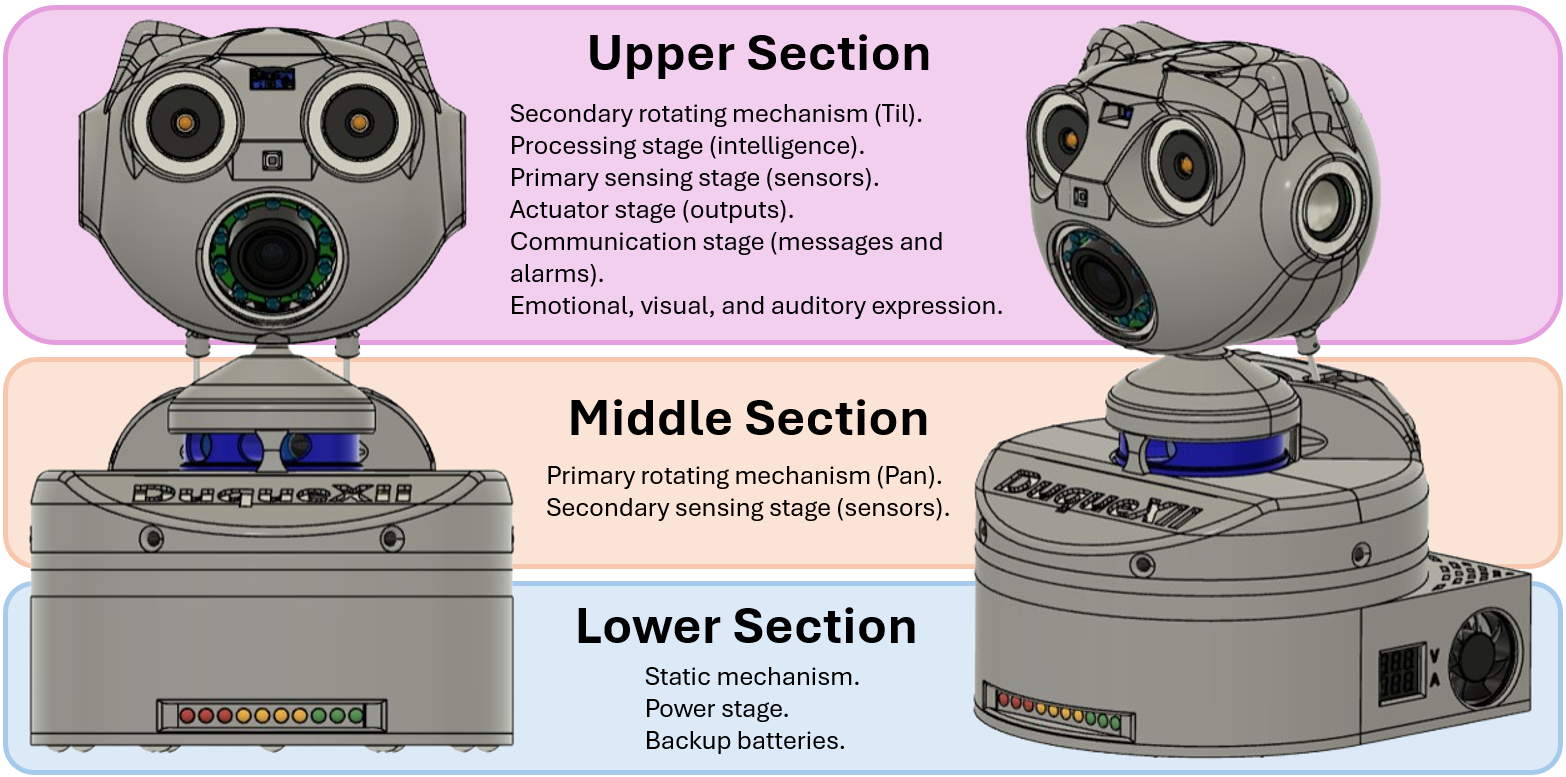 Upper Section
Secondary rotating mechanism (Til).
Processing stage (intelligence).
Primary sensing stage (sensors).
Actuator stage (outputs).
Communication stage (messages and
alarms).
Emotional, visual, and auditory expression.
Middle Section
Primary rotating mechanism (Pan).
Secondary sensing stage (sensors).
DuqueXII
DuqueXII
Lower Section
Static mechanism.
Power stage.
Backup batteries.
888 V
888 A